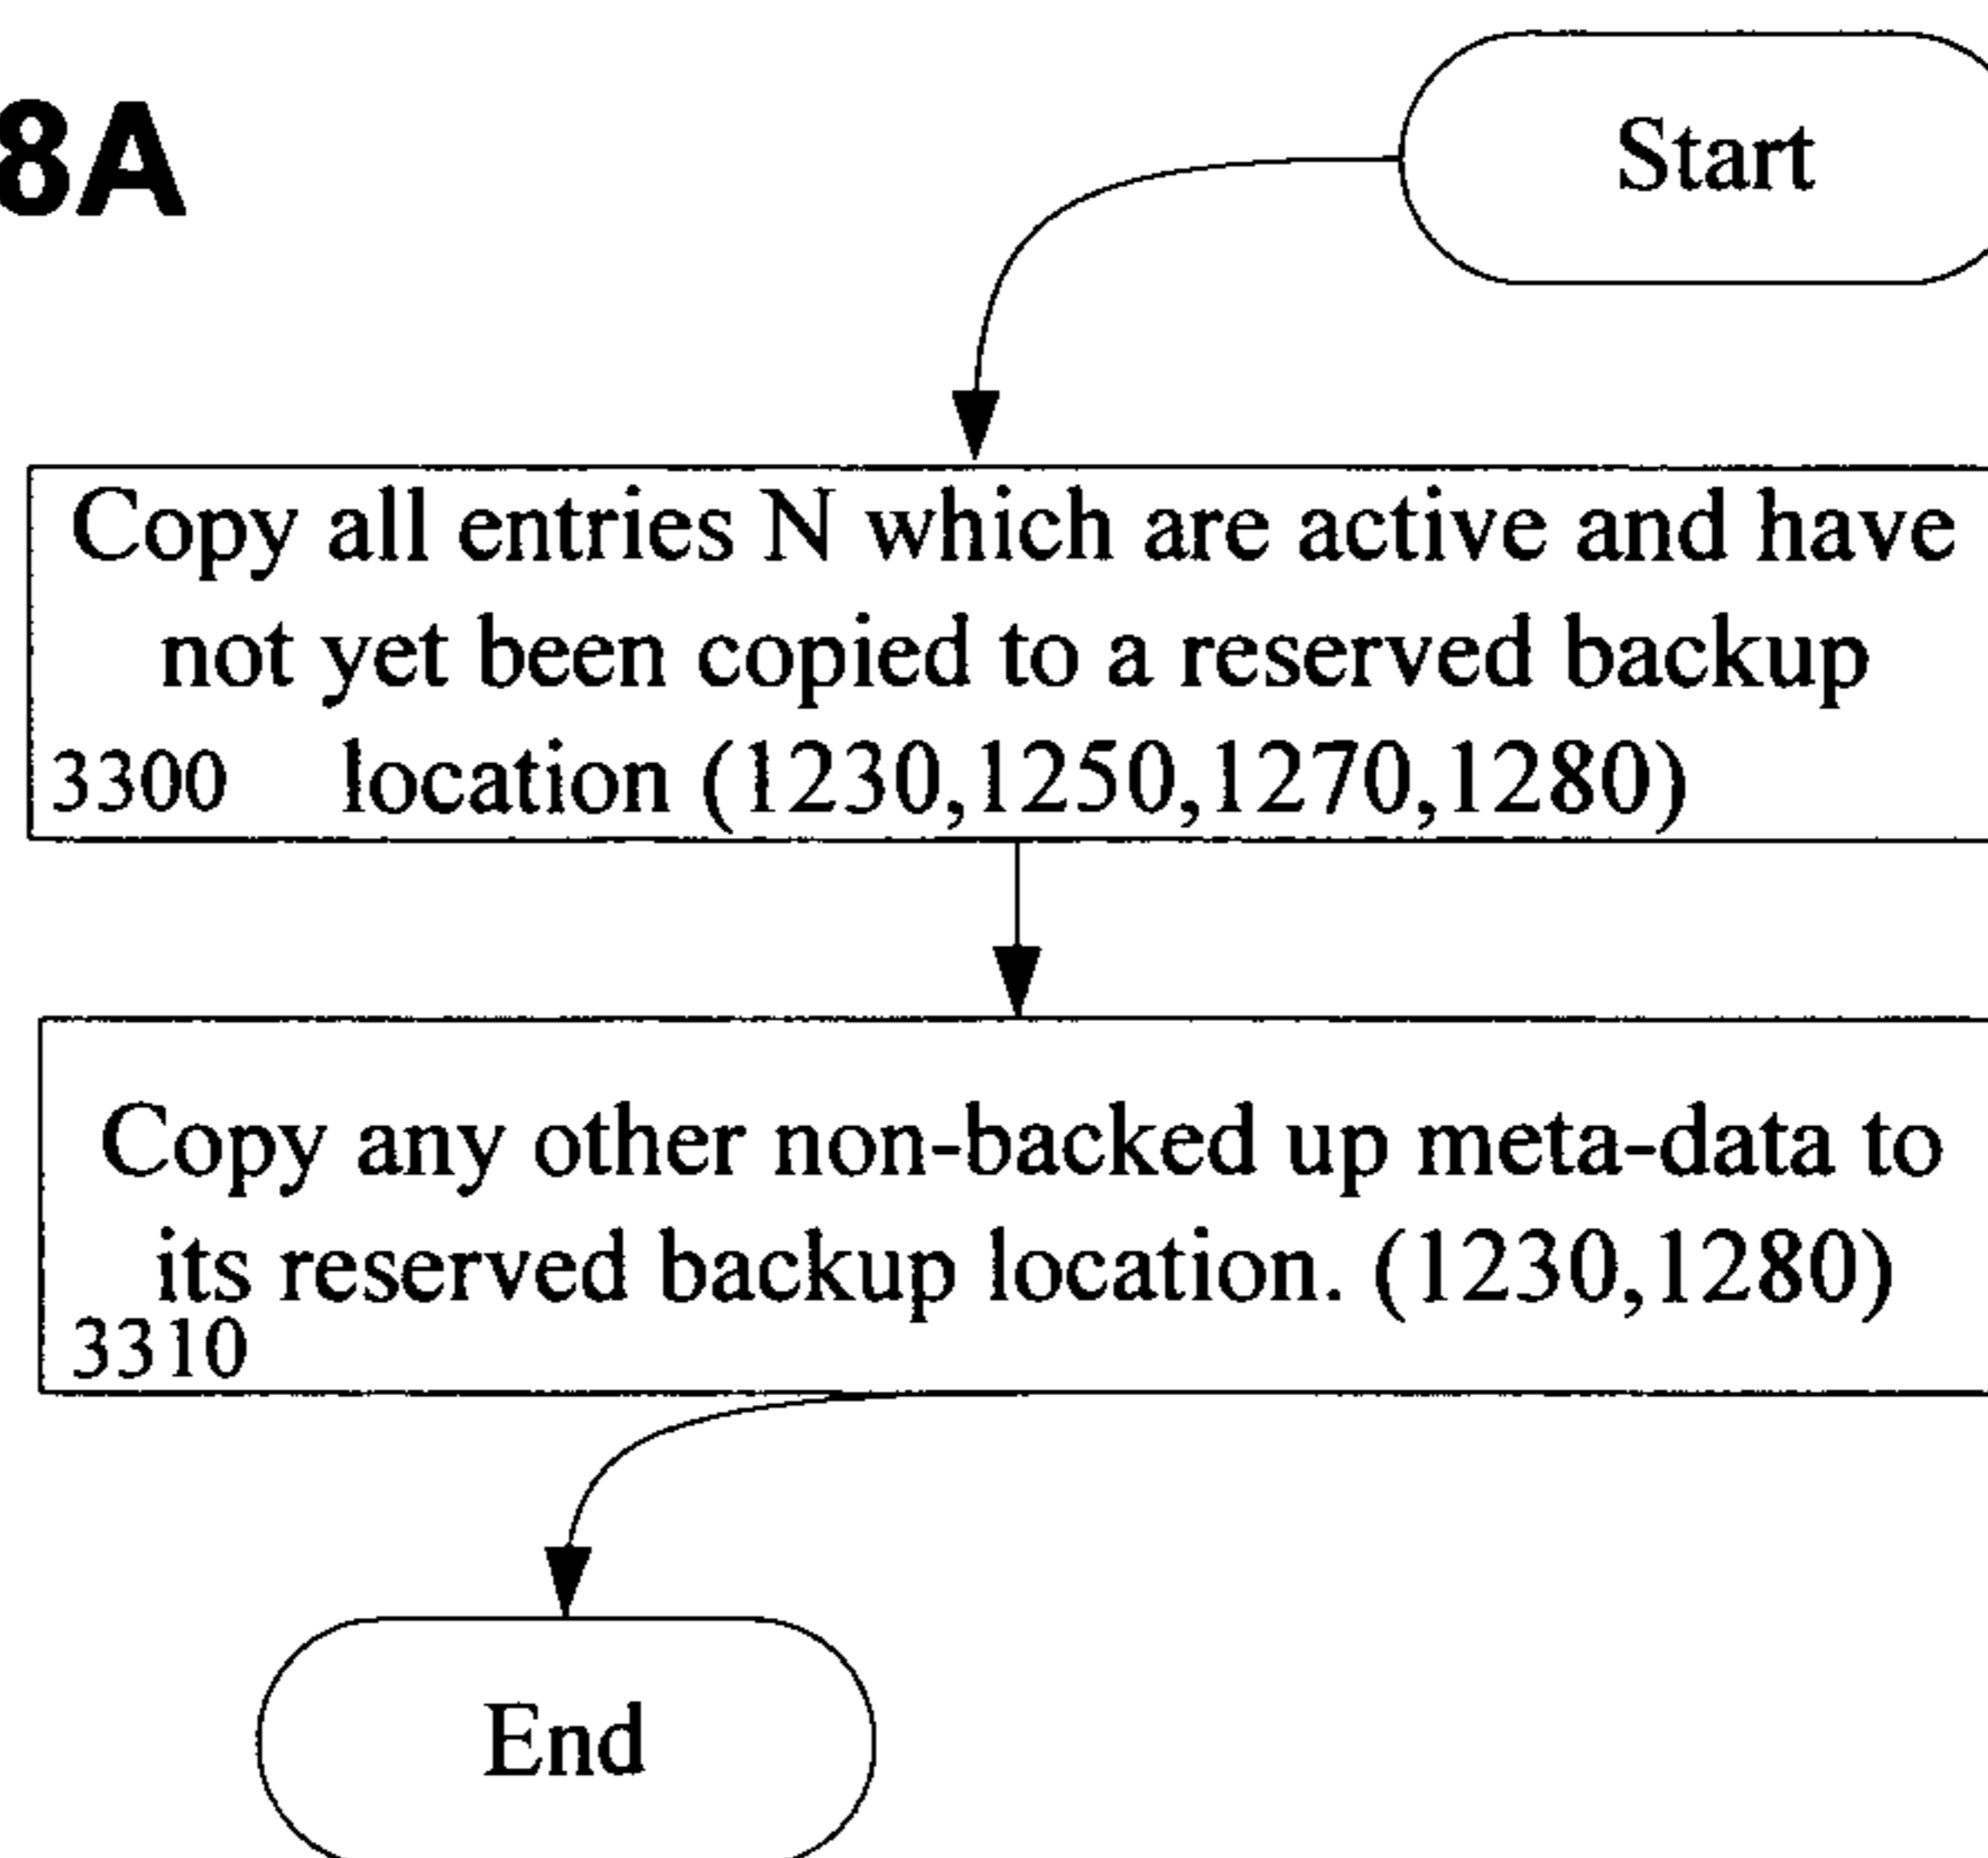 8A
Start
Copy all entries N which are active and have
not yet been copied to a reserved backup
3300 location (1230,1250,1270,1280)
Copy any other non-backed up meta-data to
its reserved backup location. (1230,1280)
3310
End